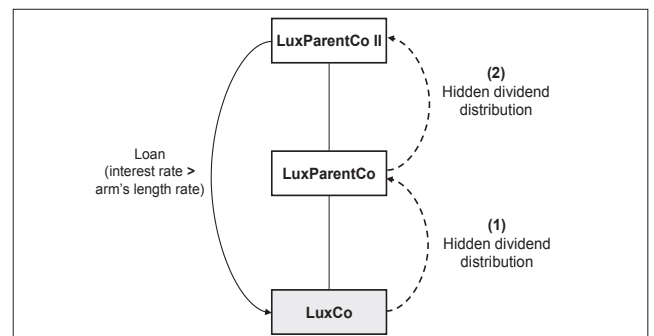 LuxParentCo II
(2)
Hidden dividend
distribution
Loan
(interest rate >
arm's length rate)
LuxParentCo
(1)
Hidden dividend
distribution
LuxCo